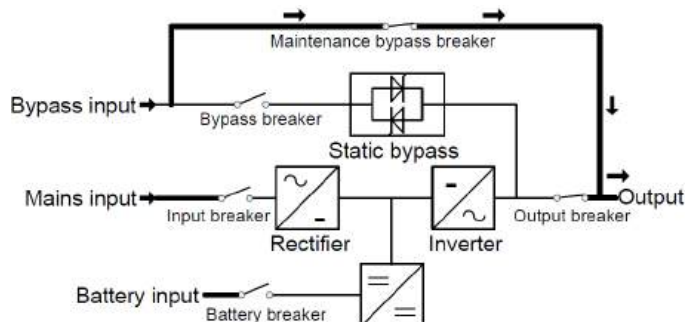 Maintenance bypass breaker
Bypass input
Bypass breaker
Static bypass
Mains input
Input breaker
Rectifier
Inverter
Output breaker
Output
Battery input
Battery breaker